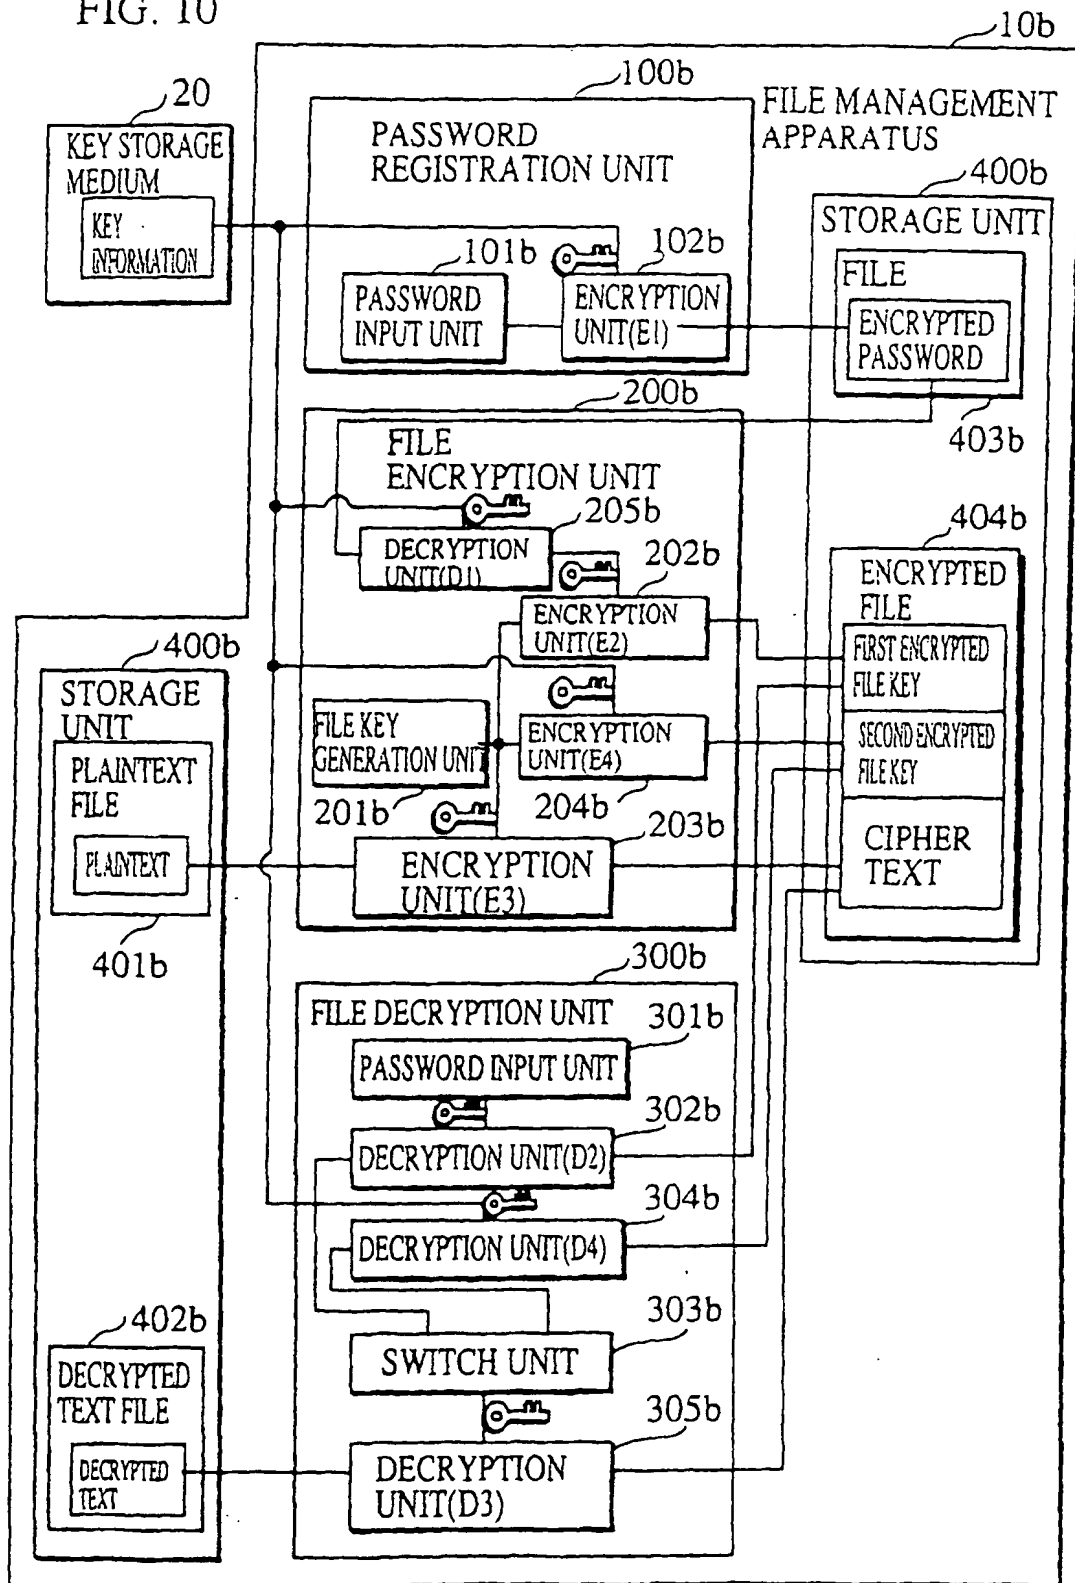 FIG. 10
10b
100b
20
FILE MANAGEMENT
APPARATUS
KEY STORAGE
MEDIUM
KEY
INFORMATION
PASSWORD
REGISTRATION UNIT
101b
102b
PASSWORD
INPUT UNIT
ENCRYPTION
UNIT(E1)
400b
STORAGE UNIT
FILE
ENCRYPTED
PASSWORD
403b
200b
FILE
ENCRYPTION UNIT
205b
DECRYPTION
UNIT(D1)
202b
ENCRYPTION
UNIT(E2)
404b
ENCRYPTED
FILE
FIRST ENCRYPTED
FILE KEY
SECOND ENCRYPTED
FILE KEY
CIPHER
TEXT
400b
STORAGE
UNIT
PLAINTEXT
FILE
PLAINTEXT
401b
FILE KEY
GENERATION UNIT
201b
ENCRYPTION
UNIT(E4)
204b
203b
ENCRYPTION
UNIT(E3)
300b
FILE DECRYPTION UNIT
301b
PASSWORD INPUT UNIT
302b
DECRYPTION UNIT(D2)
304b
DECRYPTION UNIT(D4)
303b
SWITCH UNIT
402b
DECRYPTED
TEXT FILE
DECRYPTED
TEXT
305b
DECRYPTION
UNIT(D3)